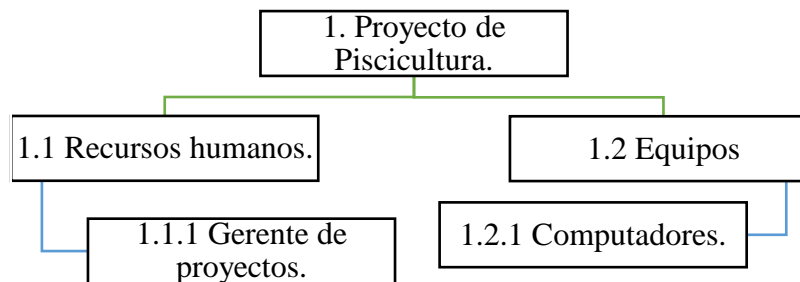 1. Proyecto de
Piscicultura.
1.1 Recursos humanos.
1.2 Equipos
1.1.1 Gerente de
proyectos.
1.2.1 Computadores.